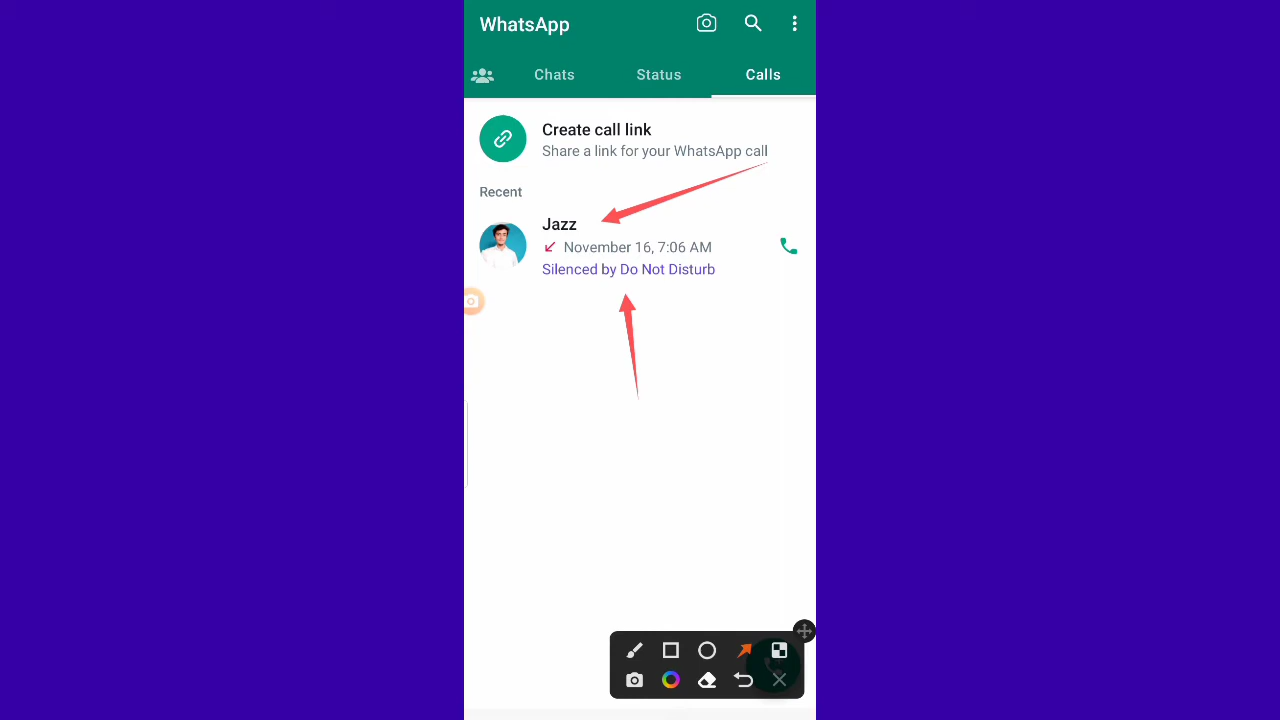 WhatsApp
Chats Status Calls
Create call link
Share a link for your WhatsApp call
Recent
Jazz
November 16, 7:06 AM
Silenced by Do Not Disturb